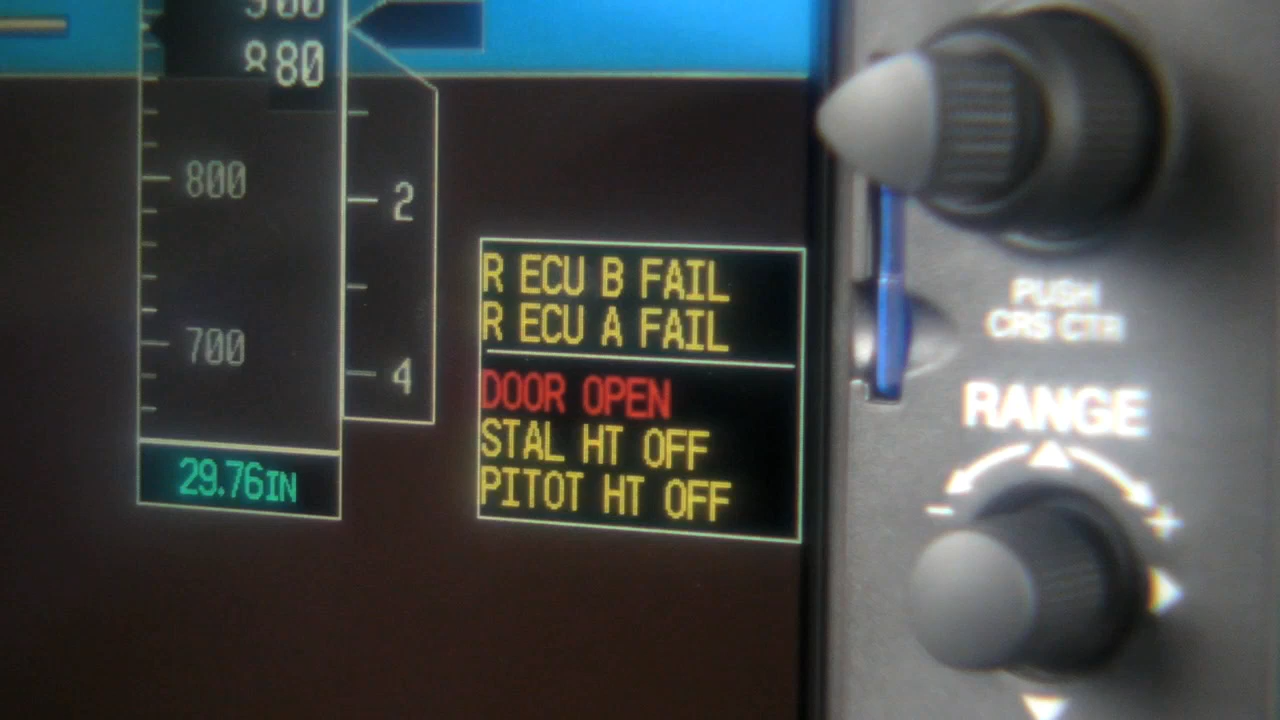 880
800
700
29.76IN
2
4
R ECU B FAIL
R ECU A FAIL
DOOR OPEN
STAL HT OFF
PITOT HT OFF
PUSH
CRS CTR
RANGE
- +